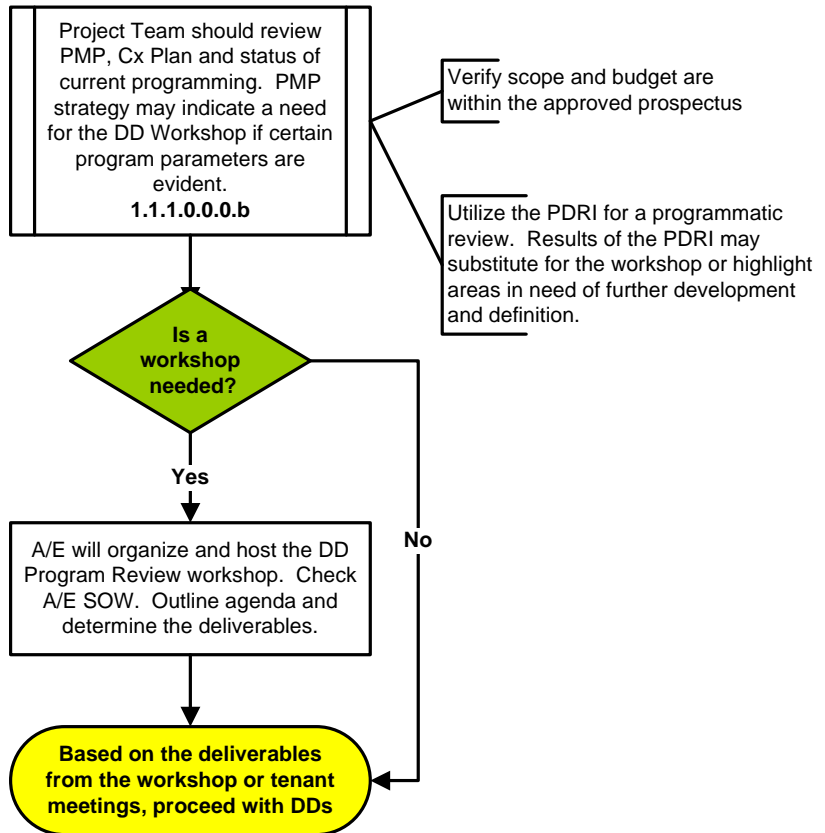 Project Team should review
PMP, Cx Plan and status of
current programming.  PMP
strategy may indicate a need
for the DD Workshop if certain
program parameters are
evident.
1.1.1.0.0.0.b
Verify scope and budget are
within the approved prospectus
Utilize the PDRI for a programmatic
review.  Results of the PDRI may
substitute for the workshop or highlight
areas in need of further development
and definition.
Is a
workshop
needed?
Yes
No
A/E will organize and host the DD
Program Review workshop.  Check
A/E SOW.  Outline agenda and
determine the deliverables.
Based on the deliverables
from the workshop or tenant
meetings, proceed with DDs